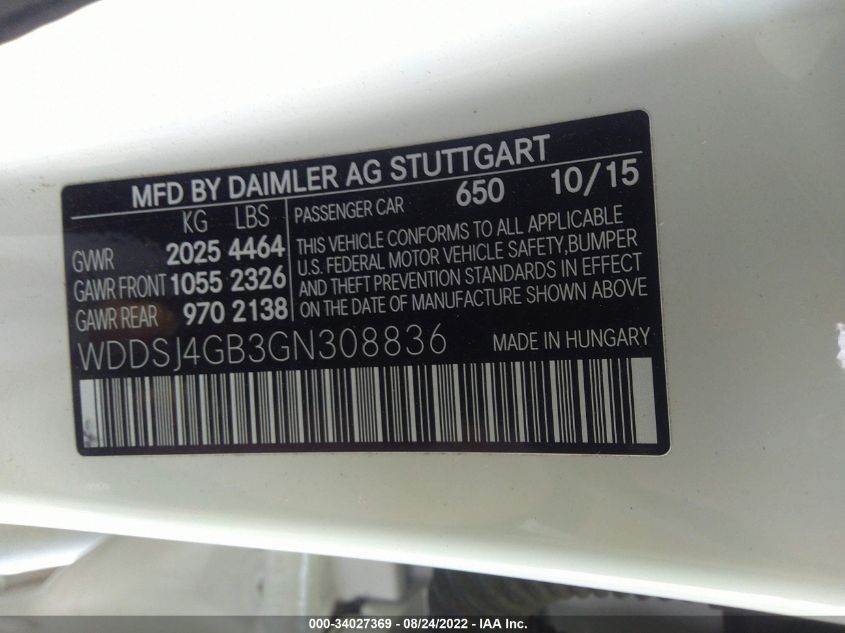 MFD BY DAIMLER AG STUTTGART
KG LBS
GVWR 2025 4464
GAWR FRONT 1055 2326
GAWR REAR 970 2138
PASSENGER CAR 650 10/15
THIS VEHICLE CONFORMS TO ALL APPLICABLE
U.S. FEDERAL MOTOR VEHICLE SAFETY, BUMPER
AND THEFT PREVENTION STANDARDS IN EFFECT
ON THE DATE OF MANUFACTURE SHOWN ABOVE
WDDSJ4GB3GN308836 MADE IN HUNGARY
000-34027369 - 08/24/2022 - IAA Inc.